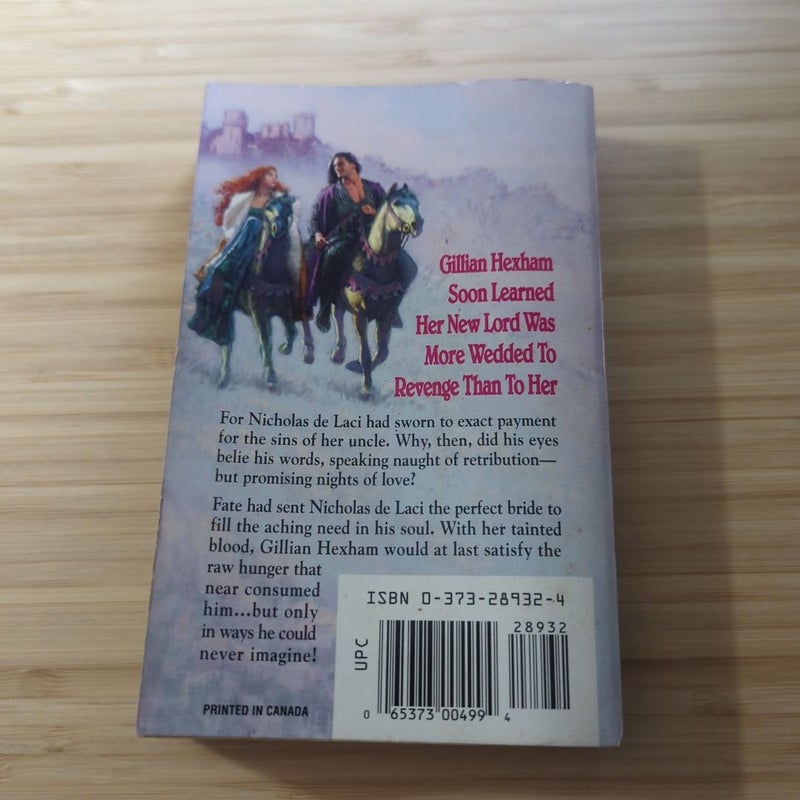 Gillian Hexham
Soon Learned
Her New Lord Was
More Wedded To
Revenge Than To Her
For Nicholas de Laci had sworn to exact payment
for the sins of her uncle. Why, then, did his eyes
belie his words, speaking naught of retribution—
but promising nights of love?
Fate had sent Nicholas de Laci the perfect bride to
fill the aching need in his soul. With her tainted
blood, Gillian Hexham would at last satisfy the
raw hunger that
near consumed
him...but only
in ways he could
never imagine!
PRINTED IN CANADA
ISBN 0-373-28932-4
28932
UPC
0 65373 00499 4